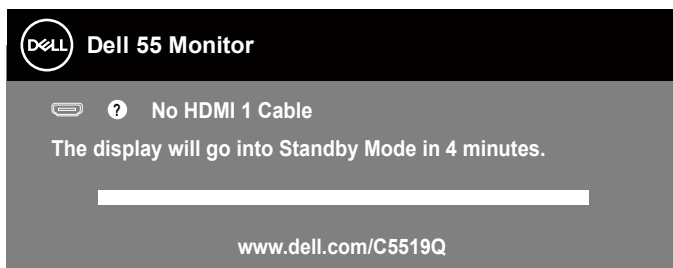 DELL Dell 55 Monitor
? No HDMI 1 Cable
The display will go into Standby Mode in 4 minutes.
www.dell.com/C5519Q